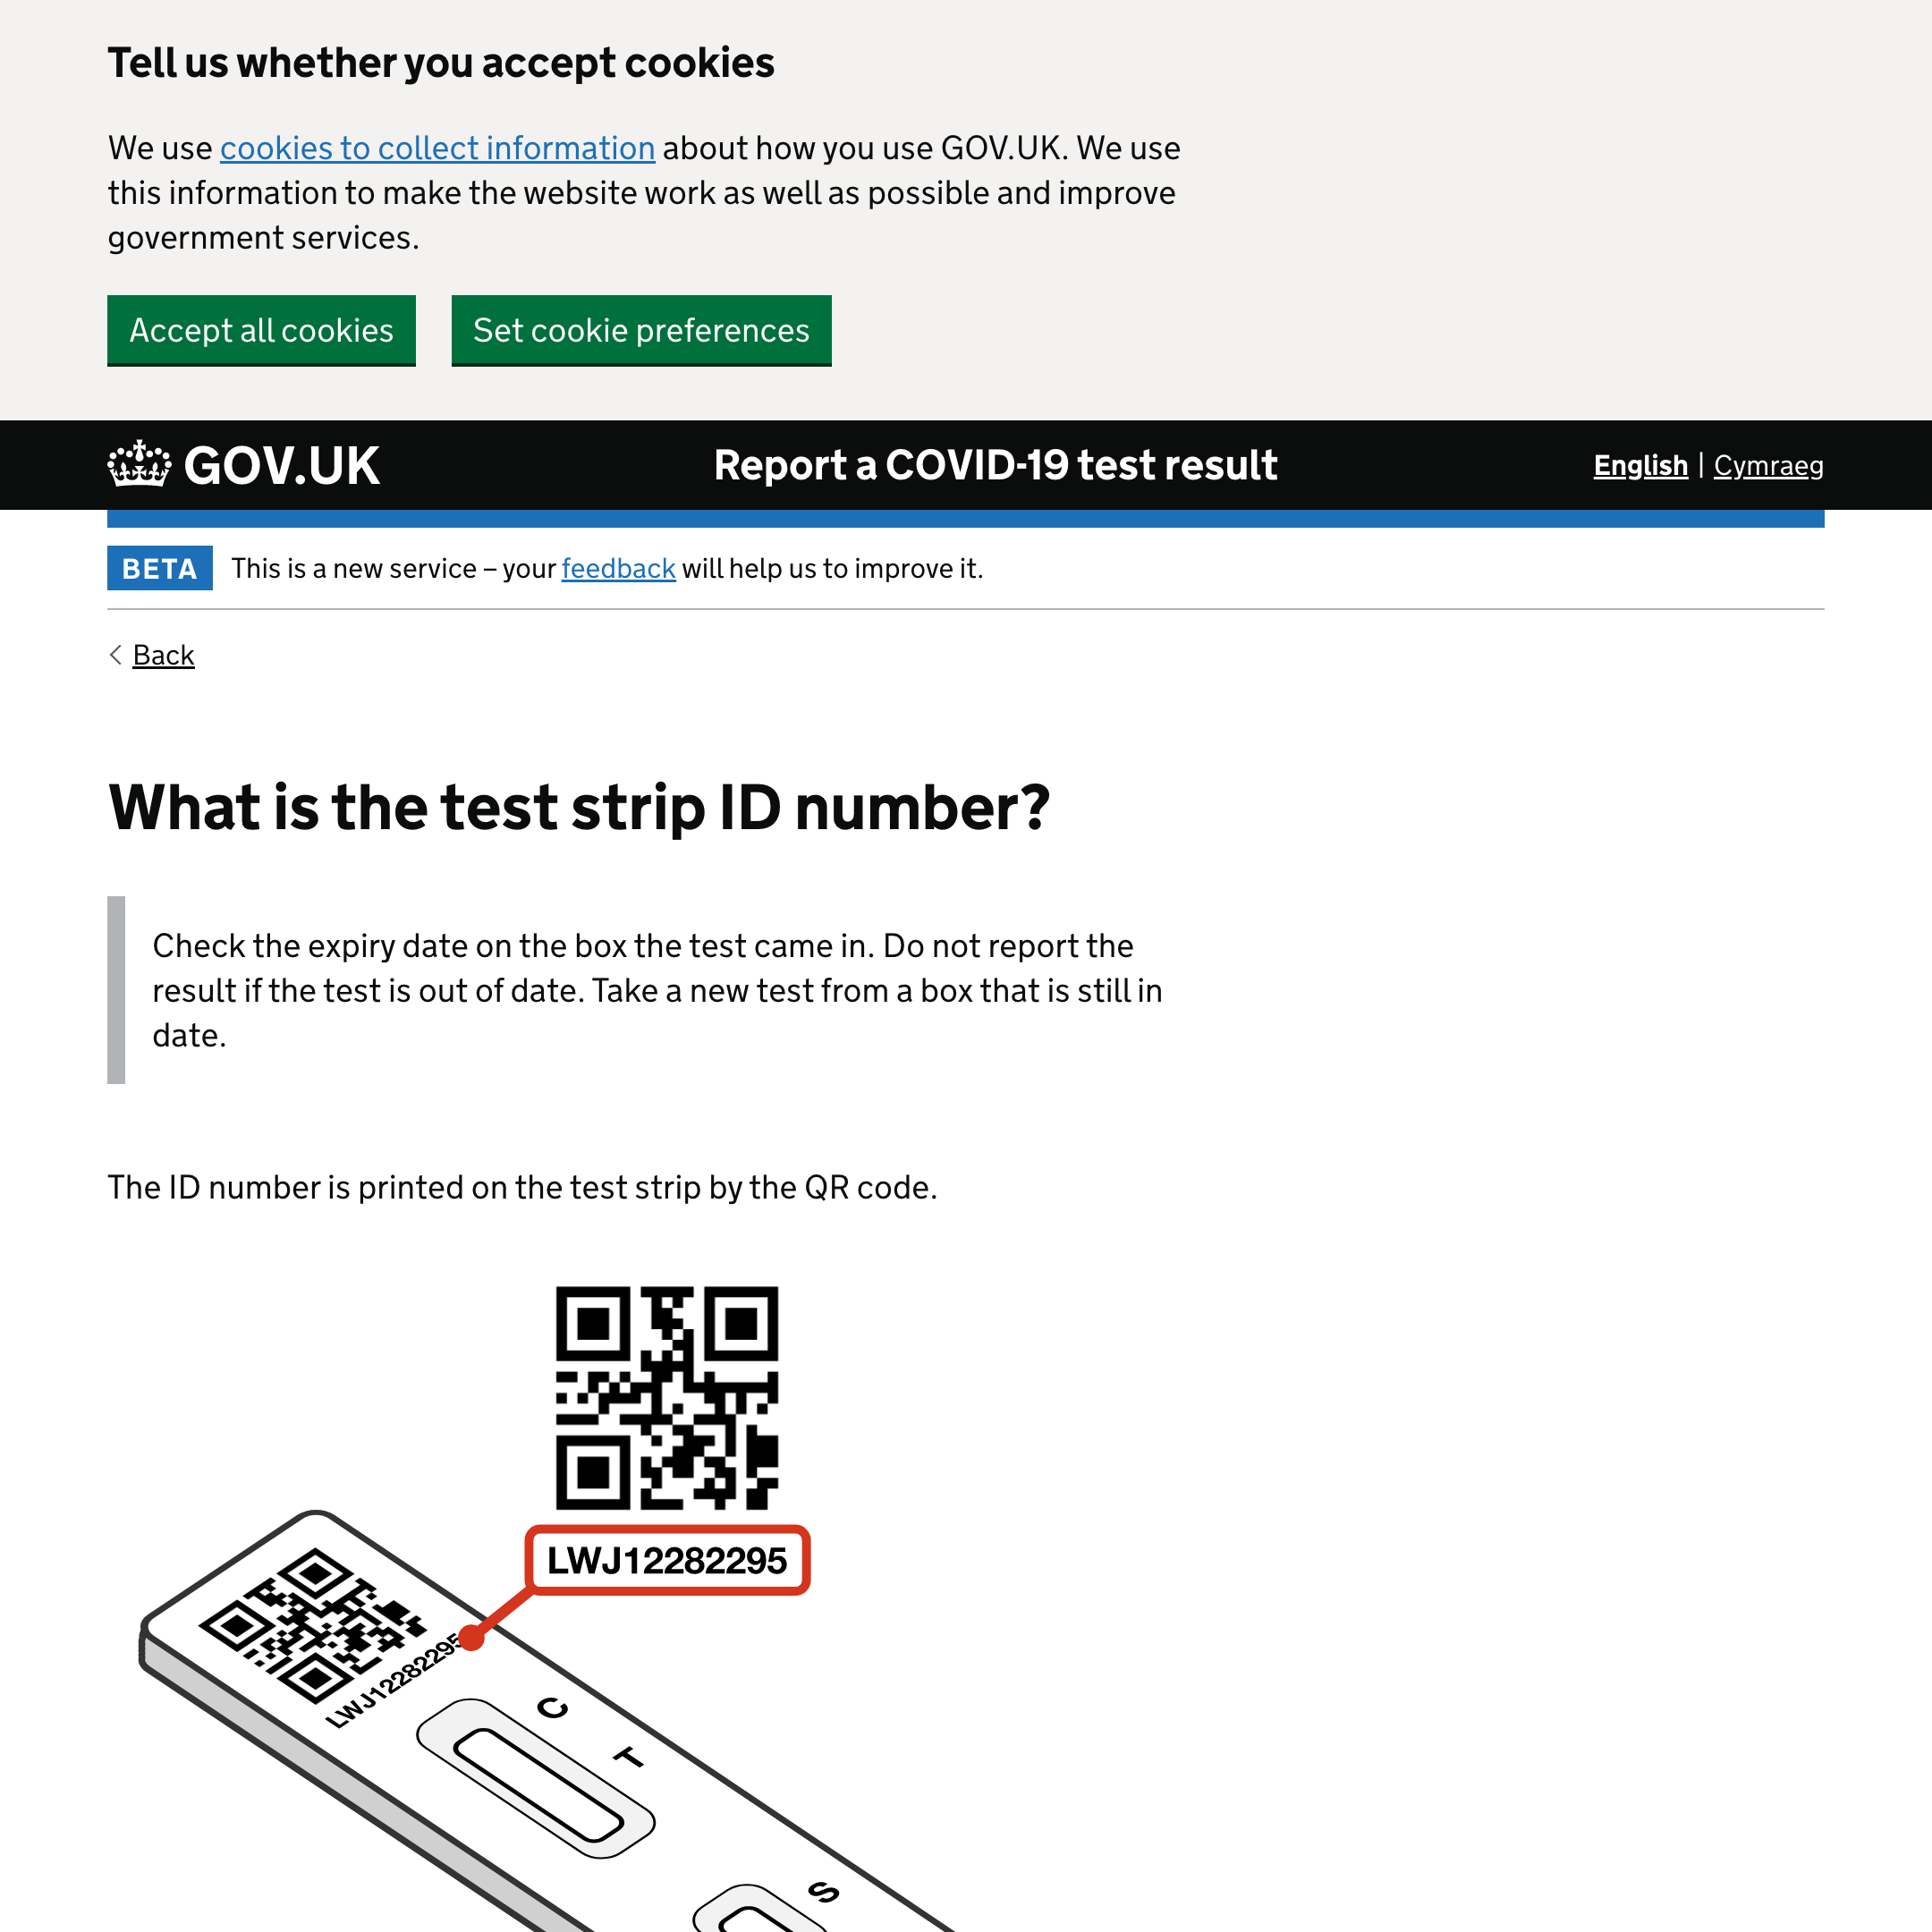 Tell us whether you accept cookies
We use cookies to collect information about how you use GOV.UK. We use
this information to make the website work as well as possible and improve
government services.
Accept all cookies
Set cookie preferences
GOV.UK
Report a COVID-19 test result
English | Cymraeg
BETA
This is a new service – your feedback will help us to improve it.
Back
What is the test strip ID number?
Check the expiry date on the box the test came in. Do not report the
result if the test is out of date. Take a new test from a box that is still in
date.
The ID number is printed on the test strip by the QR code.
LWJ12282295
LWJ12282295
C
T
S